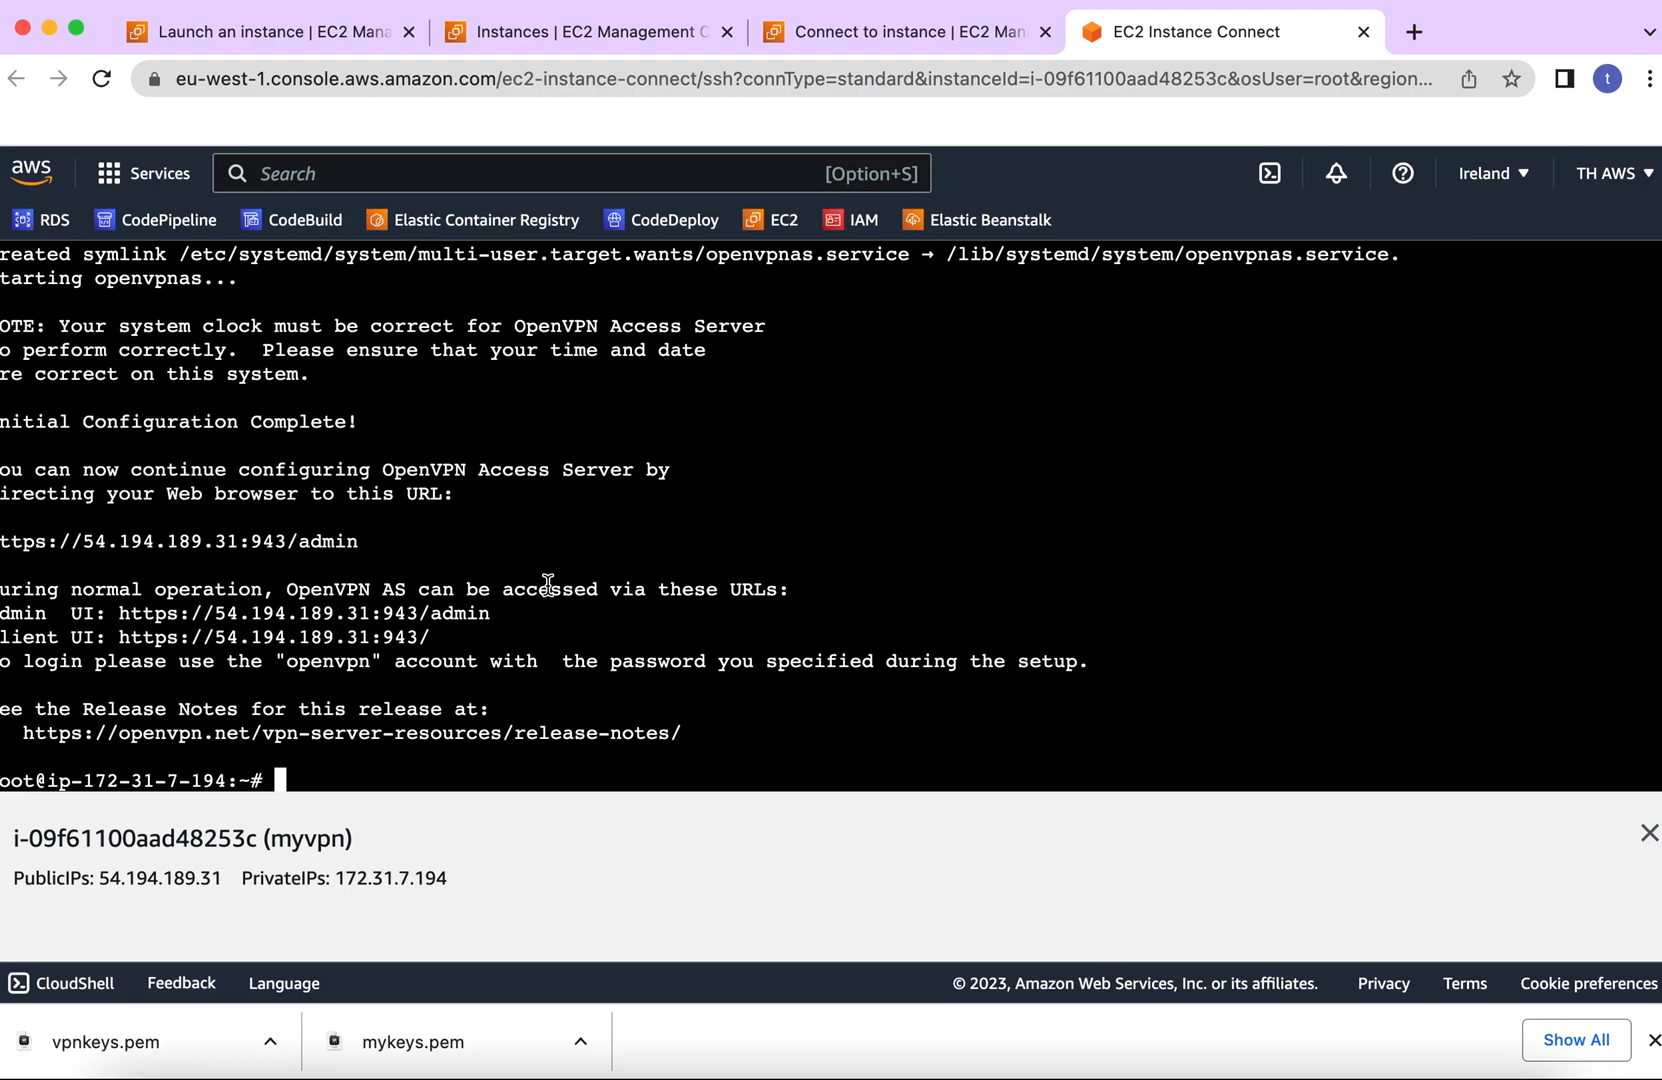 Launch an instance | EC2 Mana
Instances | EC2 Management C
Connect to instance | EC2 Man
EC2 Instance Connect
eu-west-1.console.aws.amazon.com/ec2-instance-connect/ssh?connType=standard&instanceId=i-09f61100aad48253c&osUser=root&region...
t
aws
Services
Search
[Option+S]
Ireland
TH AWS
RDS
CodePipeline
CodeBuild
Elastic Container Registry
CodeDeploy
EC2
IAM
Elastic Beanstalk
reated symlink /etc/systemd/system/multi-user.target.wants/openvpnas.service → /lib/systemd/system/openvpnas.service.
tarting openvpnas...
OTE: Your system clock must be correct for OpenVPN Access Server
o perform correctly.  Please ensure that your time and date
re correct on this system.
nitial Configuration Complete!
ou can now continue configuring OpenVPN Access Server by
irecting your Web browser to this URL:
ttps://54.194.189.31:943/admin
uring normal operation, OpenVPN AS can be accessed via these URLs:
dmin  UI: https://54.194.189.31:943/admin
lient UI: https://54.194.189.31:943/
o login please use the "openvpn" account with  the password you specified during the setup.
ee the Release Notes for this release at:
https://openvpn.net/vpn-server-resources/release-notes/
oot@ip-172-31-7-194:~#
i-09f61100aad48253c (myvpn)
PublicIPs: 54.194.189.31    PrivateIPs: 172.31.7.194
CloudShell
Feedback
Language
© 2023, Amazon Web Services, Inc. or its affiliates.
Privacy
Terms
Cookie preferences
vpnkeys.pem
mykeys.pem
Show All